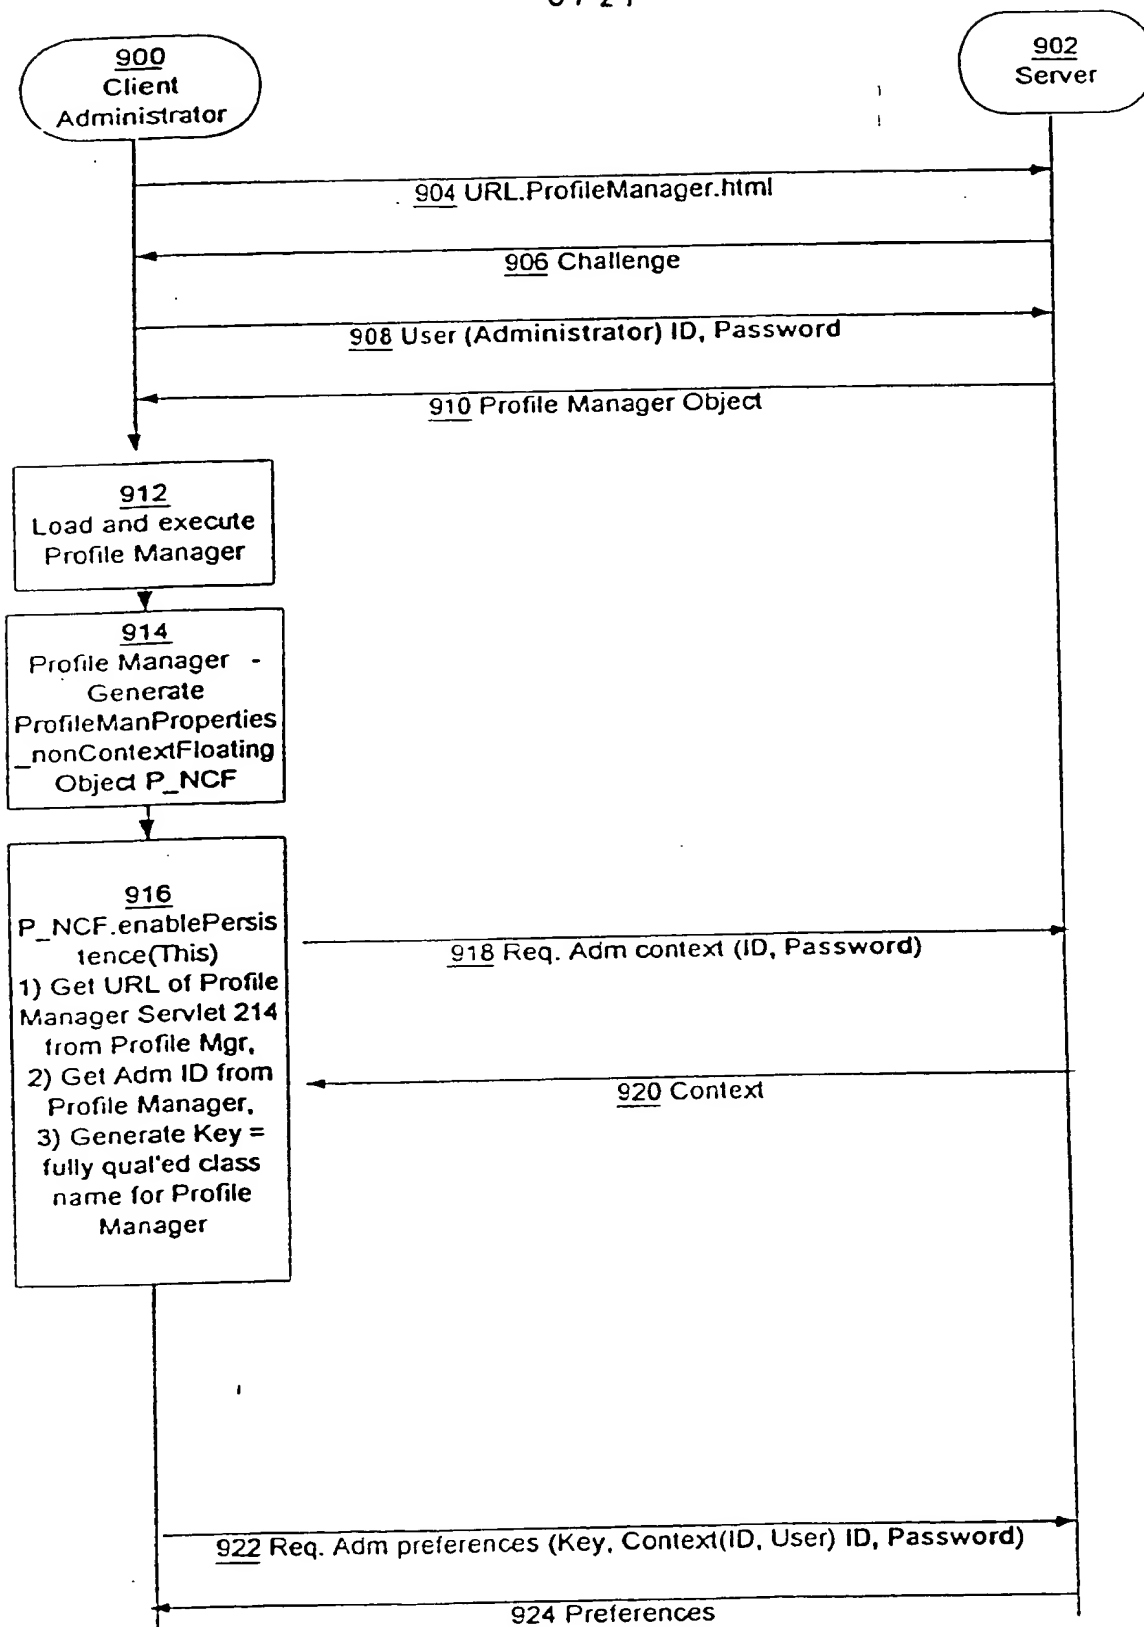 900
Client
Administrator
902
Server
904 URL.ProfileManager.html
906 Challenge
908 User (Administrator) ID, Password
910 Profile Manager Object
912
Load and execute
Profile Manager
914
Profile Manager -
Generate
ProfileManProperties
_nonContextFloating
Object P_NCF
916
P_NCF.enablePersis
tence(This)
1) Get URL of Profile
Manager Servlet 214
from Profile Mgr,
2) Get Adm ID from
Profile Manager,
3) Generate Key =
fully qual'ed class
name for Profile
Manager
918 Req. Adm context (ID, Password)
920 Context
922 Req. Adm preferences (Key, Context(ID, User) ID, Password)
924 Preferences